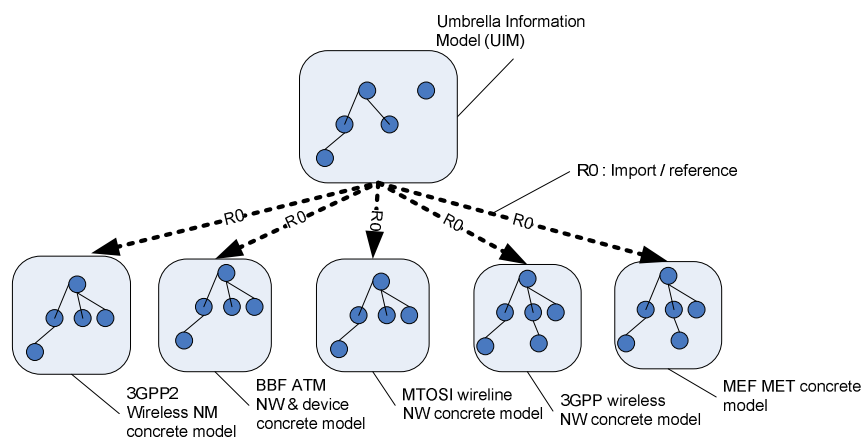 Umbrella Information
Model (UIM)
R0 : Import / reference
R0
R0
R0
R0
R0
3GPP2
Wireless NM
concrete model
BBF ATM
NW & device
concrete model
MTOSI wireline
NW concrete model
3GPP wireless
NW concrete model
MEF MET concrete
model